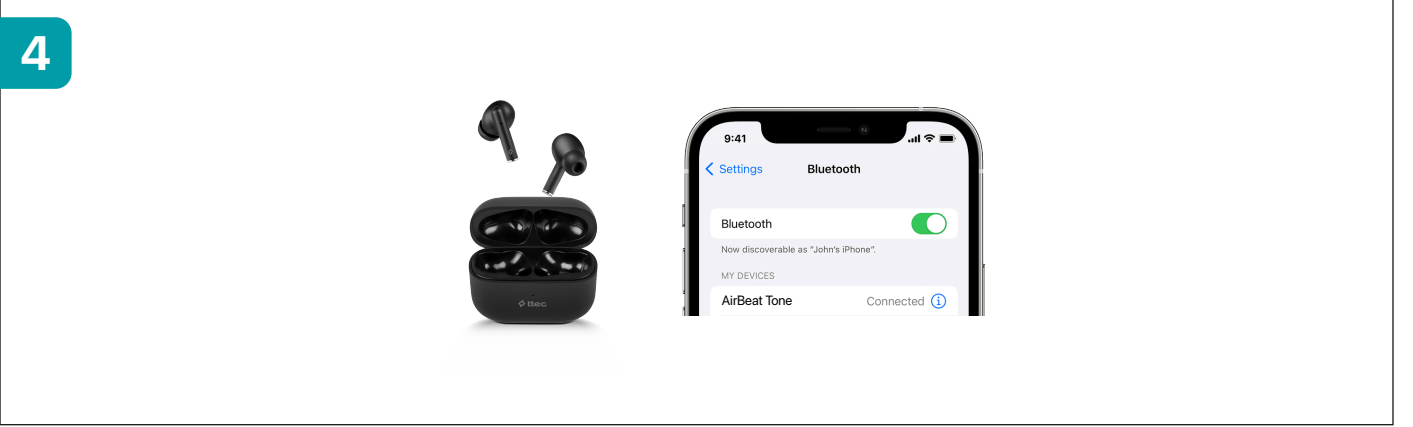 4
9:41
Settings
Bluetooth
Bluetooth
Now discoverable as "John's iPhone".
MY DEVICES
AirBeat Tone
Connected
ttec